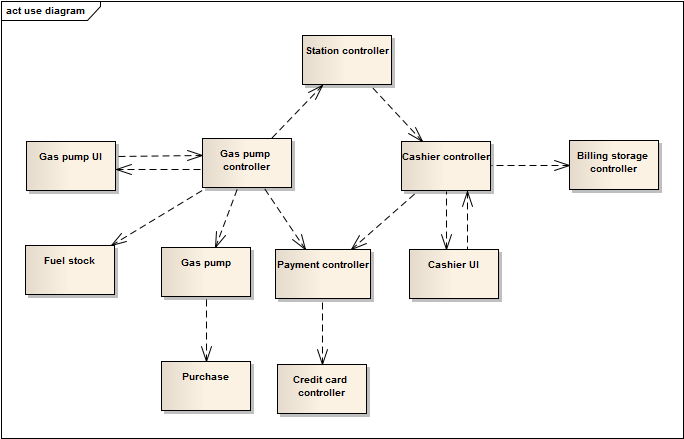 act use diagram
Station controller
Gas pump UI
Gas pump
controller
Cashier controller
Billing storage
controller
Fuel stock
Gas pump
Payment controller
Cashier UI
Purchase
Credit card
controller